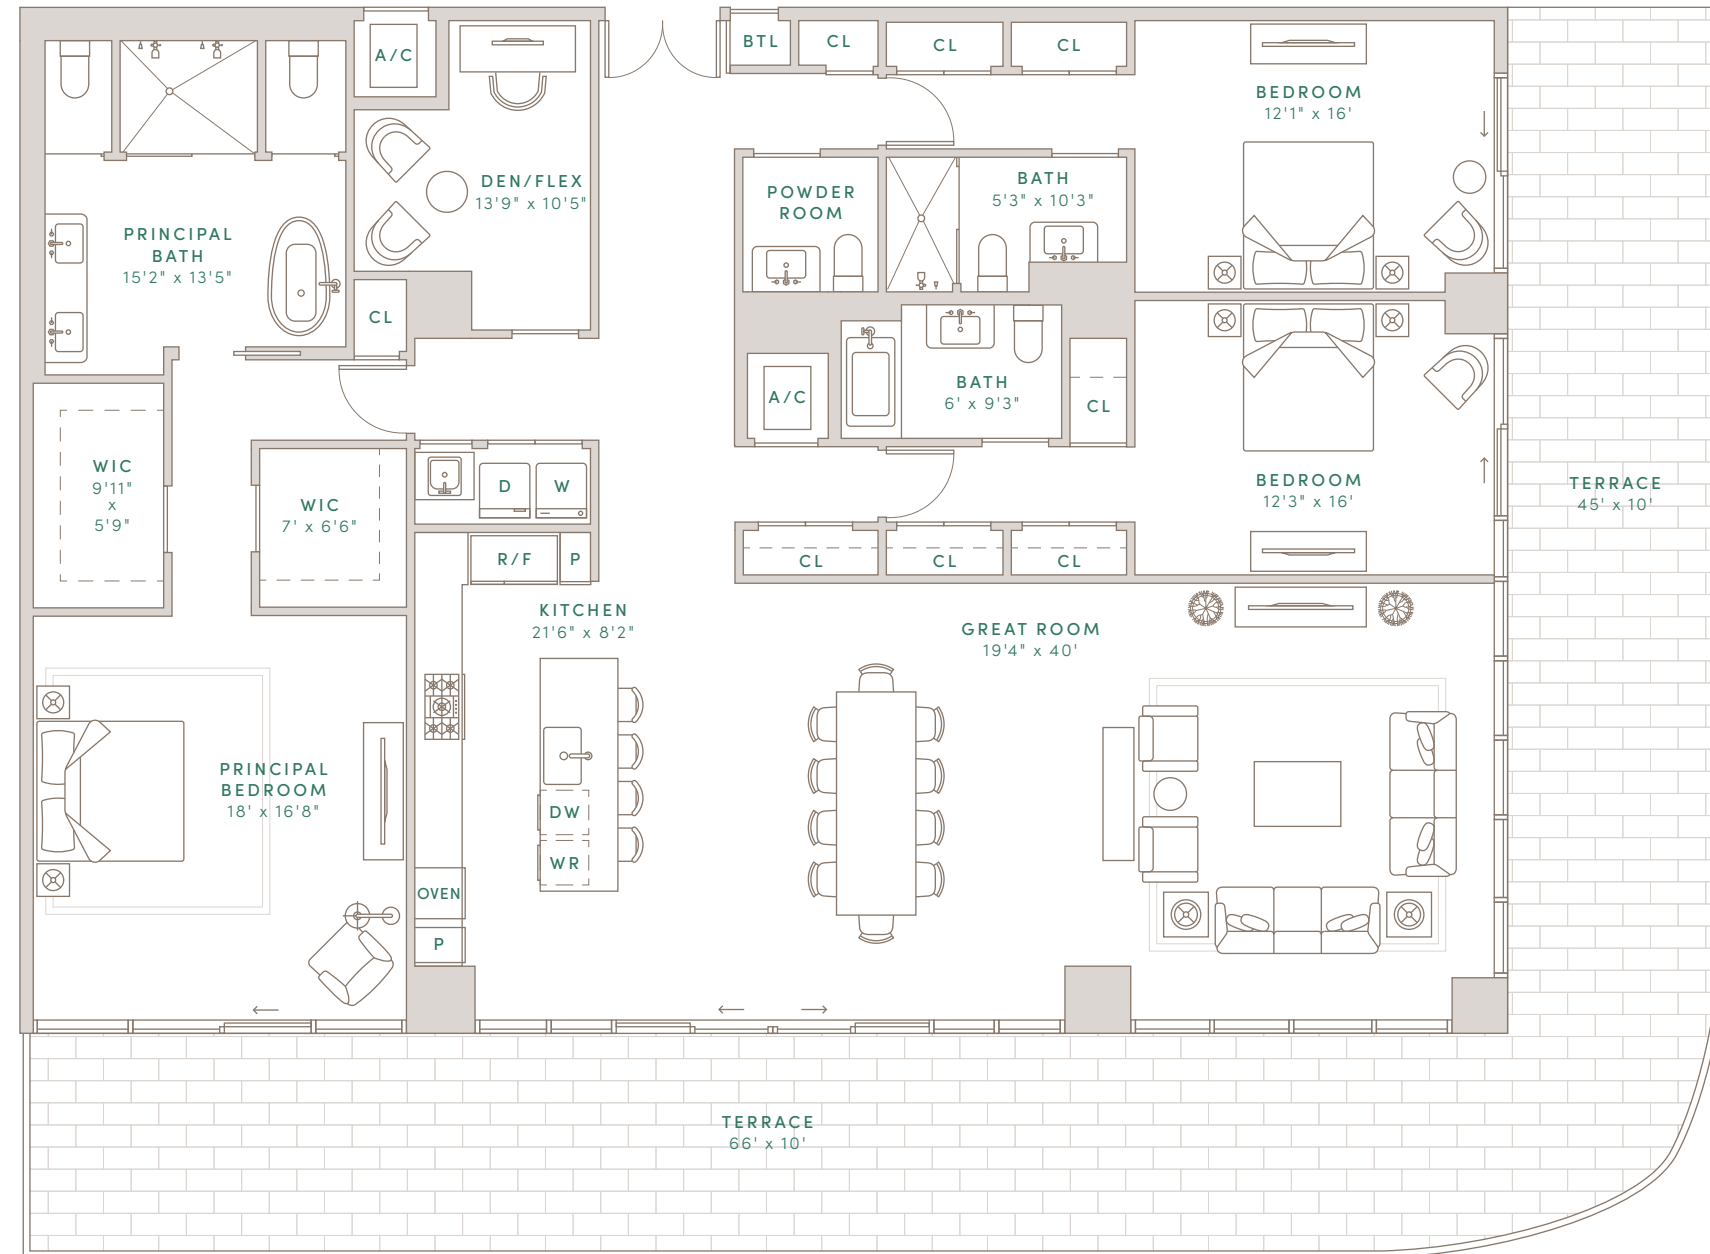 A/C
BTL
CL
CL
CL
BEDROOM
12'1" x 16'
DEN/FLEX
13'9" x 10'5"
POWDER
ROOM
BATH
5'3" x 10'3"
PRINCIPAL
BATH
15'2" x 13'5"
CL
A/C
BATH
6' x 9'3"
CL
WIC
9'11"
x
5'9"
WIC
7' x 6'6"
D
W
BEDROOM
12'3" x 16'
TERRACE
45' x 10'
R/F
P
CL
CL
CL
KITCHEN
21'6" x 8'2"
GREAT ROOM
19'4" x 40'
PRINCIPAL
BEDROOM
18' x 16'8"
DW
WR
OVEN
P
TERRACE
66' x 10'